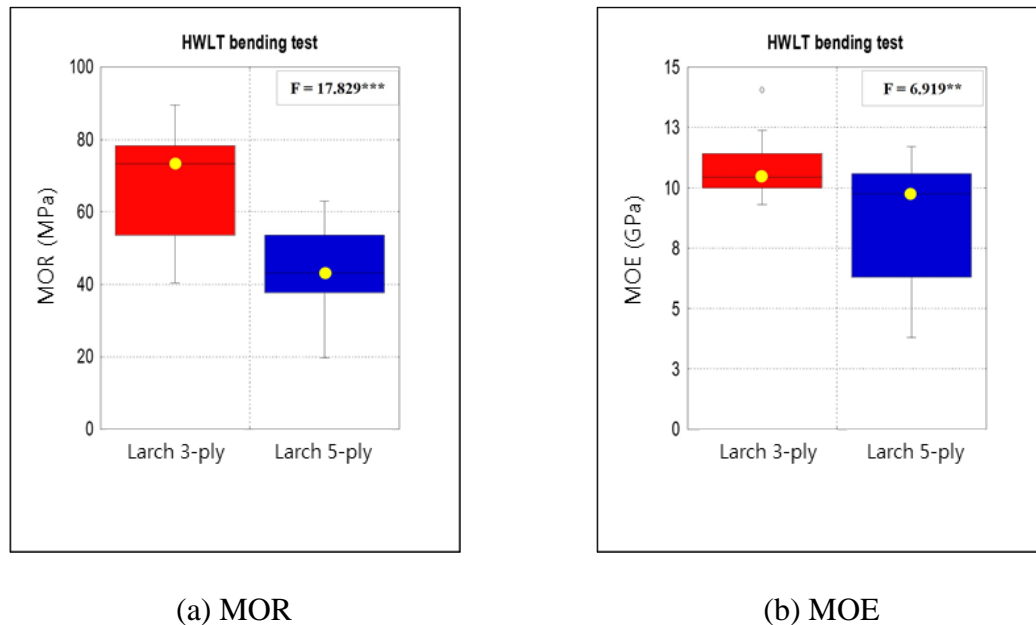 HWLT bending test
F = 17.829***
100
80
60
40
20
0
MOR (MPa)
Larch 3-ply Larch 5-ply
(a) MOR
HWLT bending test
F = 6.919**
15
13
10
8
5
3
0
MOE (GPa)
Larch 3-ply Larch 5-ply
(b) MOE